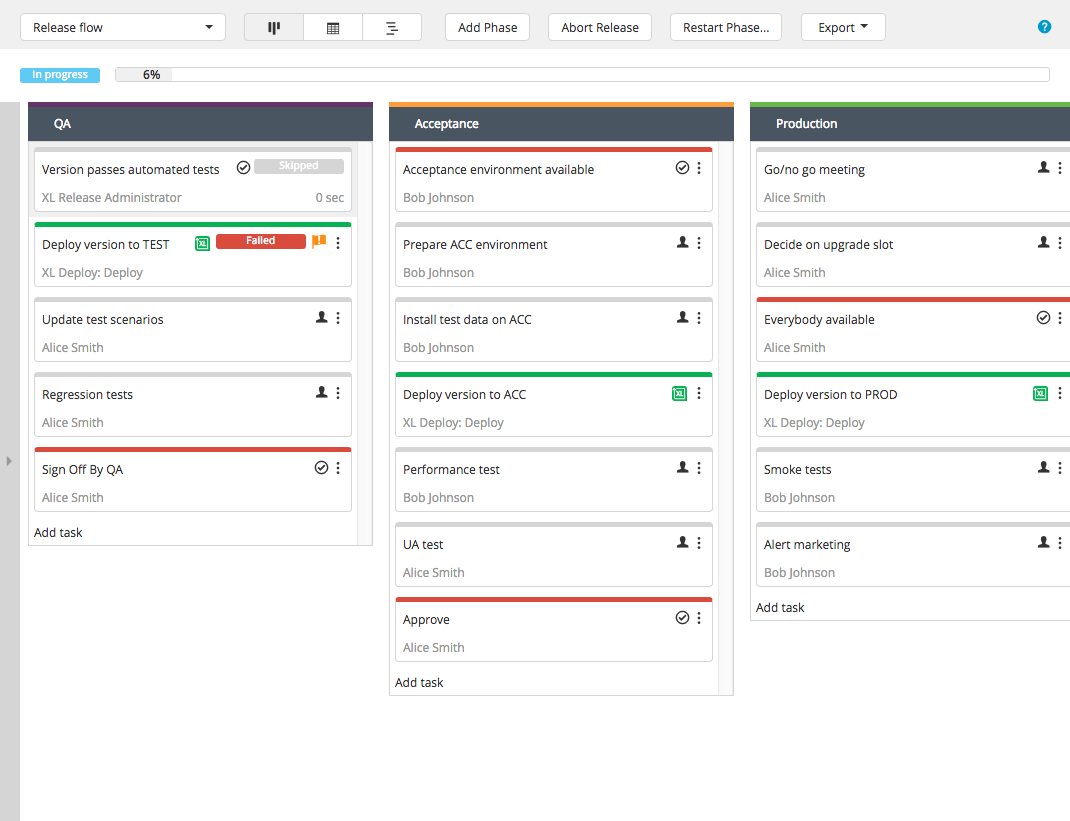 Release flow
Add Phase
Abort Release
Restart Phase...
Export
?
In progress
6%
QA
Version passes automated tests
Skipped
XL Release Administrator
0 sec
Deploy version to TEST
XL
Failed
XL Deploy: Deploy
Update test scenarios
Alice Smith
Regression tests
Alice Smith
Sign Off By QA
Alice Smith
Add task
Acceptance
Acceptance environment available
Bob Johnson
Prepare ACC environment
Bob Johnson
Install test data on ACC
Bob Johnson
Deploy version to ACC
XL
XL Deploy: Deploy
Performance test
Bob Johnson
UA test
Alice Smith
Approve
Alice Smith
Add task
Production
Go/no go meeting
Alice Smith
Decide on upgrade slot
Alice Smith
Everybody available
Alice Smith
Deploy version to PROD
XL
XL Deploy: Deploy
Smoke tests
Bob Johnson
Alert marketing
Bob Johnson
Add task